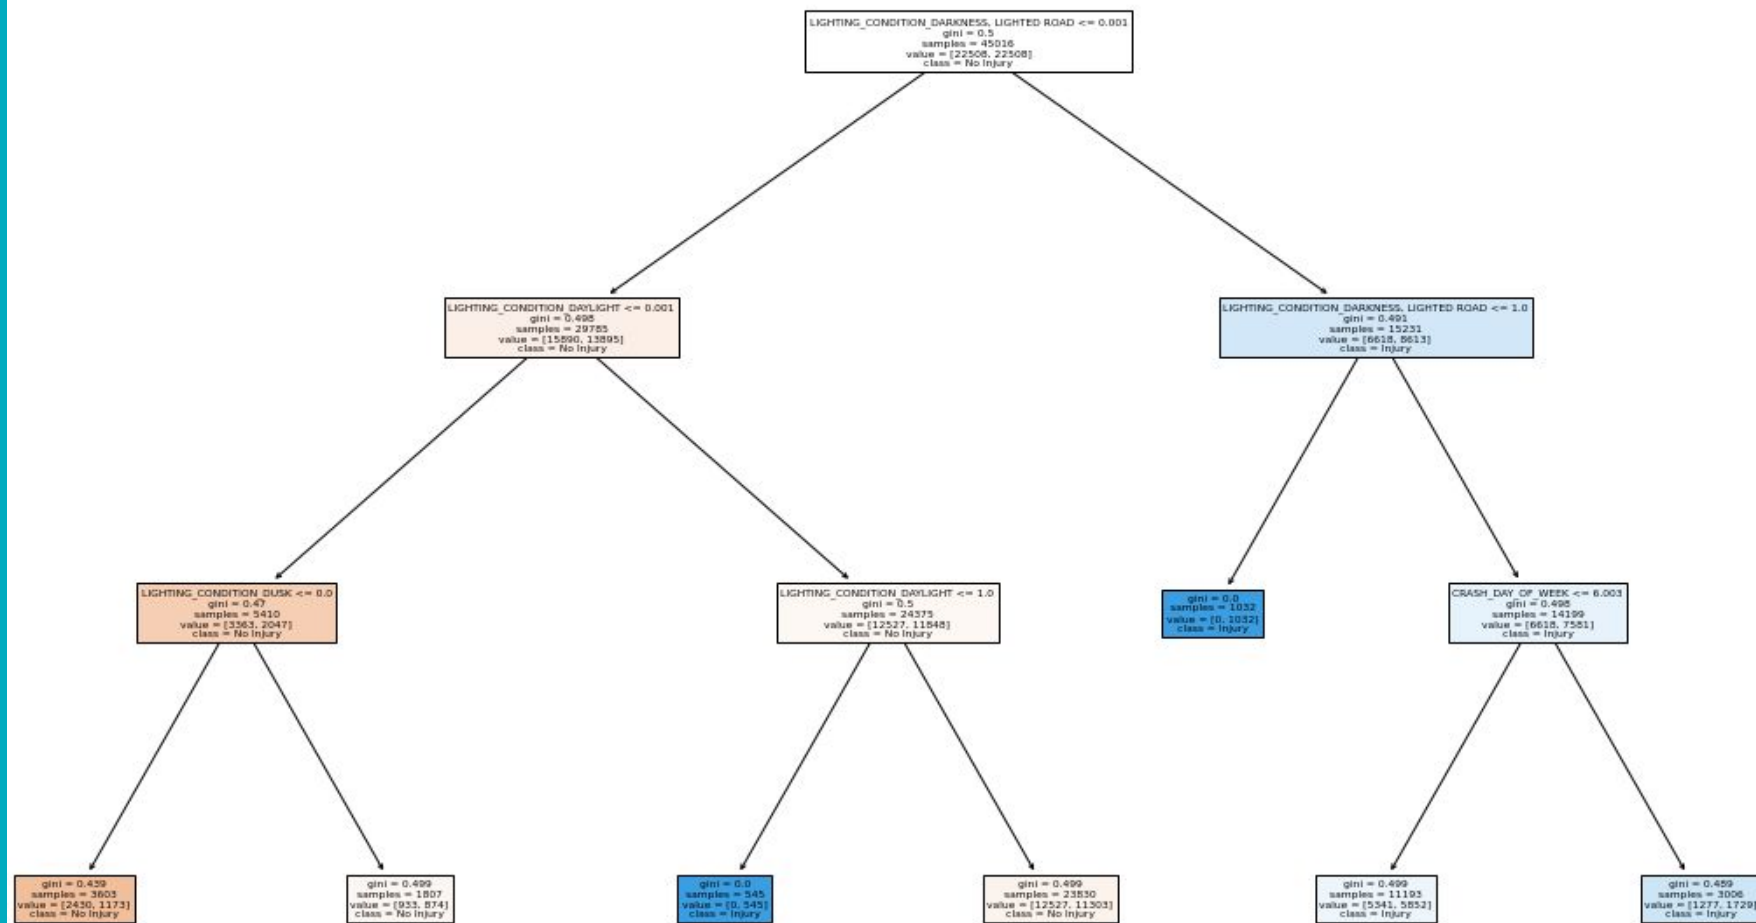 LIGHTING_CONDITION_DARKNESS, LIGHTED ROAD <= 0.001
gini = 0.5
samples = 45016
value = [22508, 22508]
class = No Injury
LIGHTING_CONDITION_DAYLIGHT <= 0.001
gini = 0.498
samples = 29785
value = [15890, 13895]
class = No Injury
LIGHTING_CONDITION_DARKNESS, LIGHTED ROAD <= 1.0
gini = 0.491
samples = 15231
value = [6618, 8613]
class = Injury
LIGHTING_CONDITION_DUSK <= 0.0
gini = 0.47
samples = 5410
value = [3363, 2047]
class = No Injury
LIGHTING_CONDITION_DAYLIGHT <= 1.0
gini = 0.5
samples = 24375
value = [12527, 11848]
class = No Injury
gini = 0.0
samples = 1032
value = [0, 1032]
class = Injury
CRASH_DAY_OF_WEEK <= 6.003
gini = 0.498
samples = 14199
value = [6618, 7581]
class = Injury
gini = 0.439
samples = 3603
value = [2430, 1173]
class = No Injury
gini = 0.499
samples = 1807
value = [933, 874]
class = No Injury
gini = 0.0
samples = 545
value = [0, 545]
class = Injury
gini = 0.499
samples = 23830
value = [12527, 11303]
class = No Injury
gini = 0.499
samples = 11193
value = [5341, 5852]
class = Injury
gini = 0.489
samples = 3006
value = [1277, 1729]
class = Injury